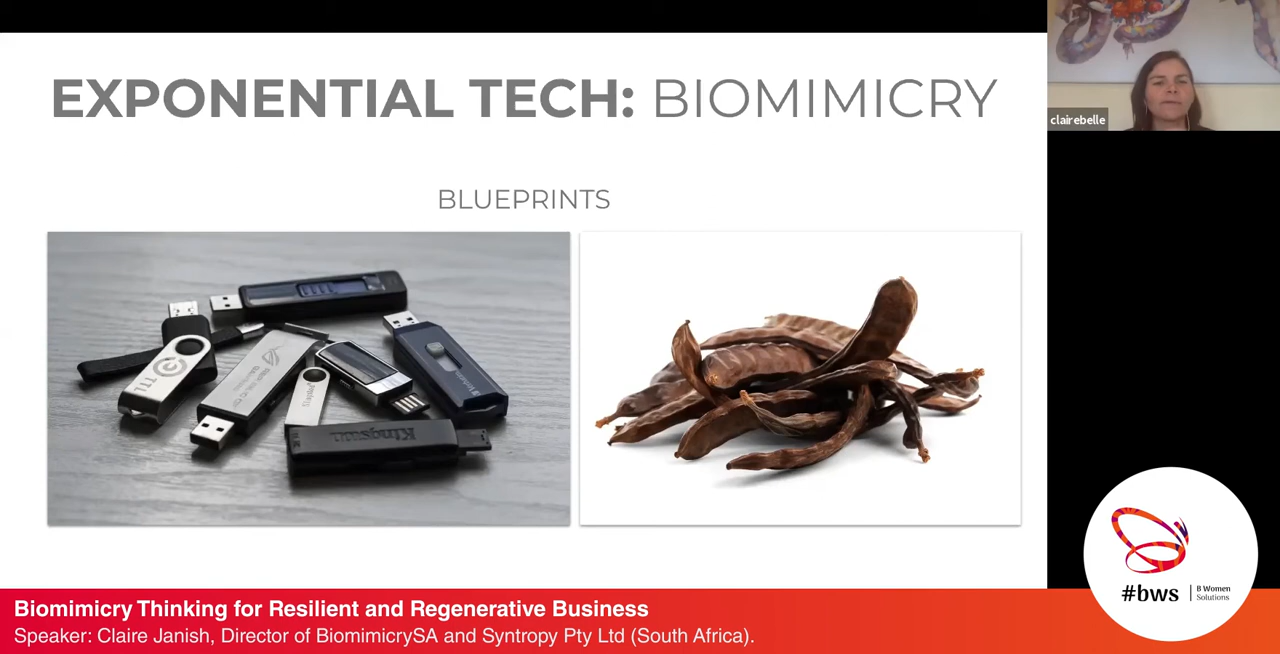 EXPONENTIAL TECH: BIOMIMICRY
clairebelle
BLUEPRINTS
Kingston
#bws | B Women
Solutions
Biomimicry Thinking for Resilient and Regenerative Business
Speaker: Claire Janish, Director of BiomimicrySA and Syntropy Pty Ltd (South Africa).